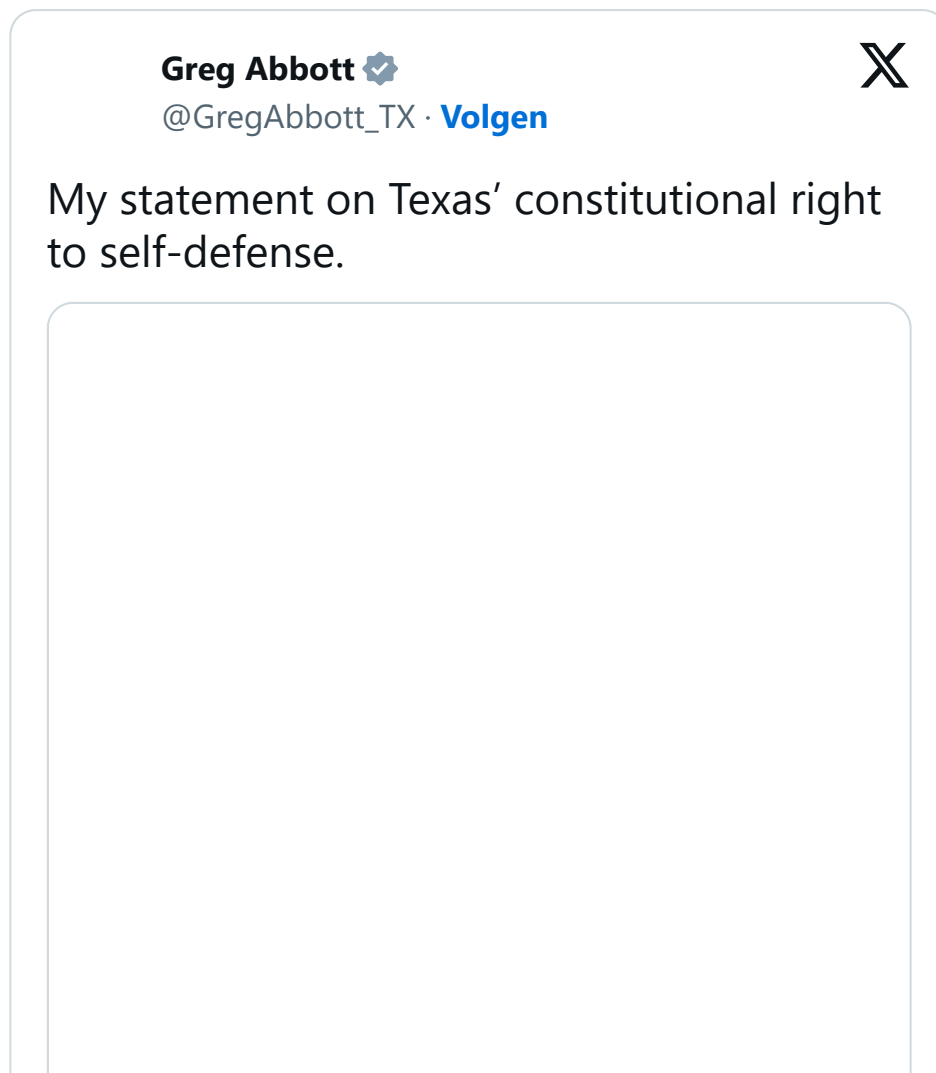 Greg Abbott
@GregAbbott_TX · Volgen
My statement on Texas’ constitutional right
to self-defense.